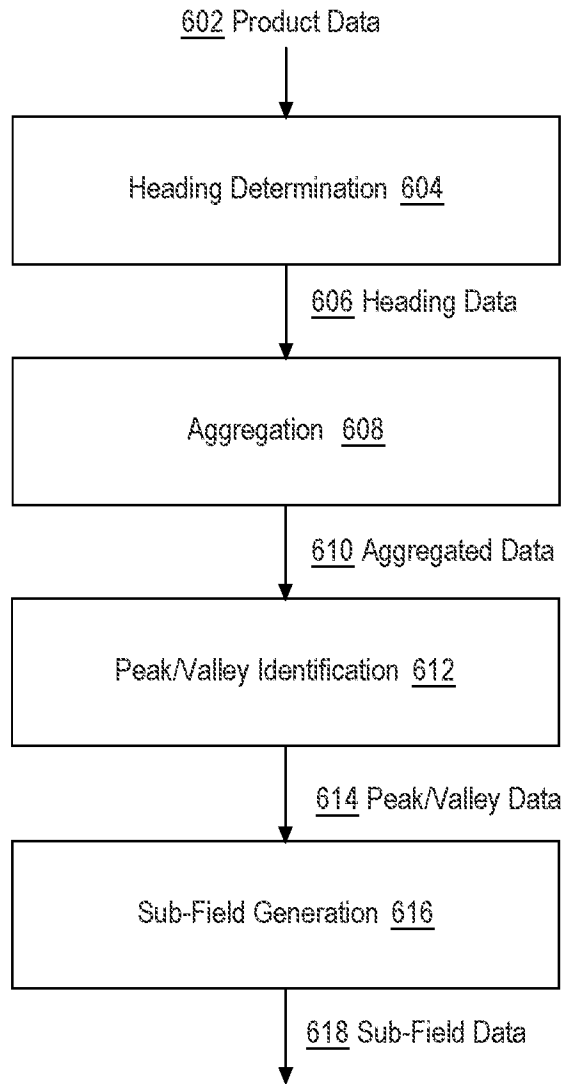 602 Product Data
Heading Determination 604
606 Heading Data
Aggregation 608
610 Aggregated Data
Peak/Valley Identification 612
614 Peak/Valley Data
Sub-Field Generation 616
618 Sub-Field Data